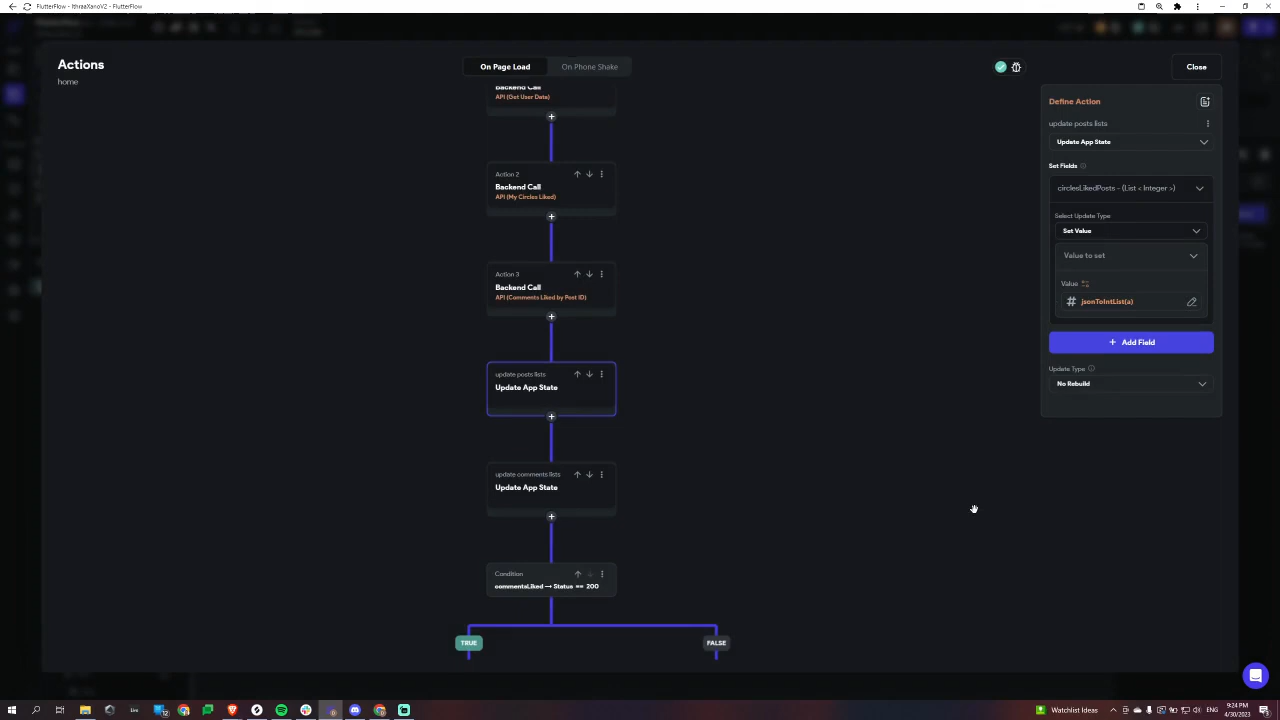 FlutterFlow - IthraaXanoV2 - FlutterFlow
Actions
home
On Page Load
On Phone Shake
Close
Backend Call
API (Get User Data)
Action 2
Backend Call
API (My Circles Liked)
Action 3
Backend Call
API (Comments Liked by Post ID)
update posts lists
Update App State
update comments lists
Update App State
Condition
commentsLiked → Status == 200
TRUE
FALSE
Define Action
update posts lists
Update App State
Set Fields
circlesLikedPosts - (List < Integer >)
Select Update Type
Set Value
Value to set
Value
jsonToIntList(a)
+ Add Field
Update Type
No Rebuild
Watchlist Ideas
ENG
9:24 PM
4/30/2023